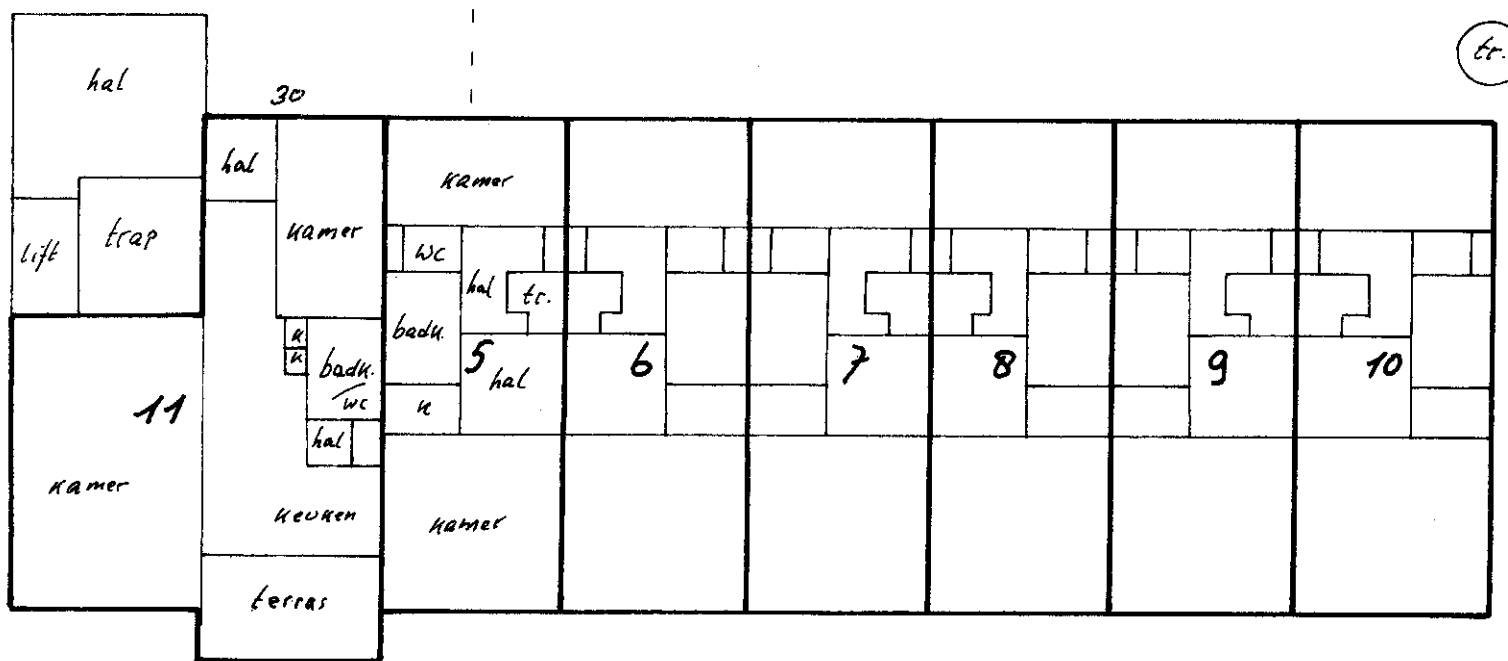 hal
tr.
30
hal
kamer
kamer
lift
trap
wc
hal
tr.
badk.
k
k
badk.
wc
5
hal
6
7
8
9
10
11
k
hal
kamer
keuken
kamer
terras